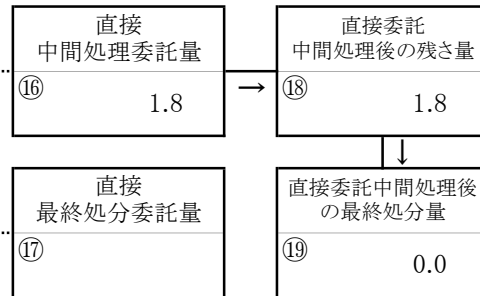 直接
中間処理委託量
⑯
1.8
→
直接委託
中間処理後の残さ量
⑱
1.8
↓
直接
最終処分委託量
⑰
直接委託中間処理後
の最終処分量
⑲
0.0